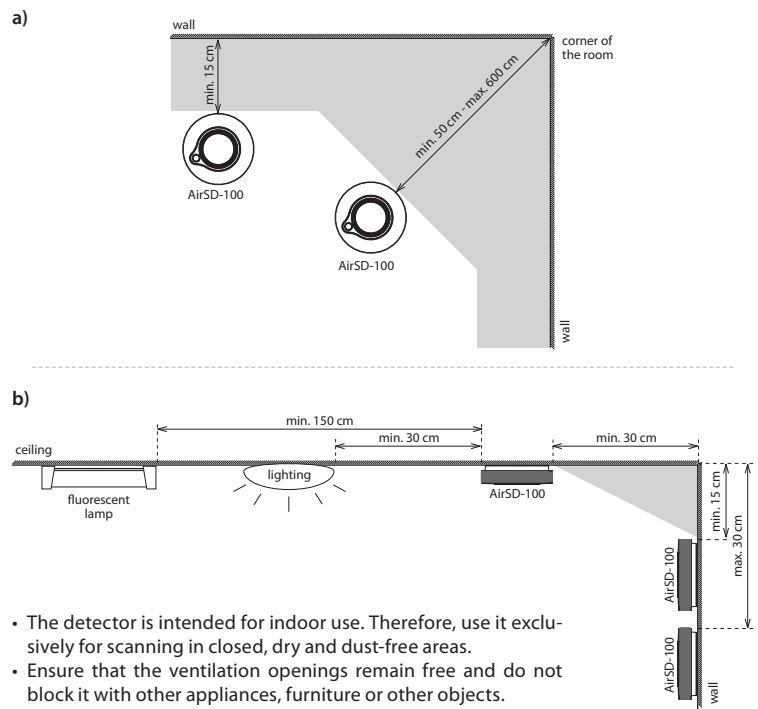 a)
wall
corner of
the room
min. 15 cm
min. 50 cm - max. 600 cm
AirSD-100
AirSD-100
wall
b)
min. 150 cm
min. 30 cm
min. 30 cm
ceiling
lighting
fluorescent
lamp
AirSD-100
min. 15 cm
max. 30 cm
AirSD-100
AirSD-100
wall
• The detector is intended for indoor use. Therefore, use it exclu-
sively for scanning in closed, dry and dust-free areas.
• Ensure that the ventilation openings remain free and do not
block it with other appliances, furniture or other objects.